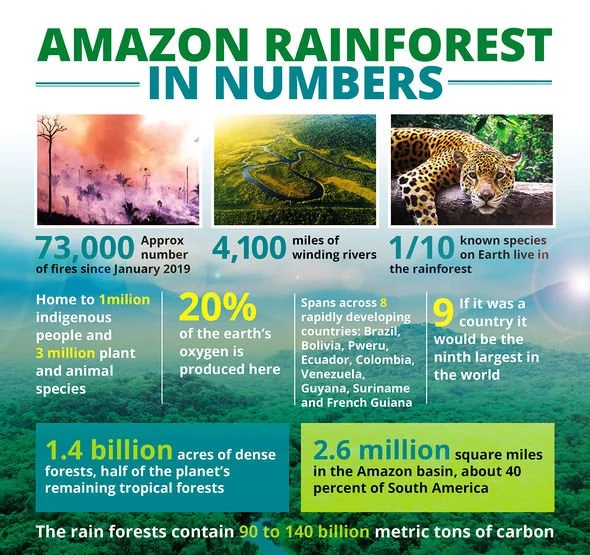 AMAZON RAINFOREST
IN NUMBERS
73,000 Approx
number
of fires since January 2019
4,100 miles of
winding rivers
1/10 known species
on Earth live in
the rainforest
Home to 1milion
indigenous
people and
3 million plant
and animal
species
20%
of the earth's
oxygen is
produced here
Spans across 8
rapidly developing
countries: Brazil,
Bolivia, Pweru,
Ecuador, Colombia,
Venezuela,
Guyana, Suriname
and French Guiana
9 If it was a
country it
would be the
ninth largest in
the world
1.4 billion acres of dense
forests, half of the planet's
remaining tropical forests
2.6 million square miles
in the Amazon basin, about 40
percent of South America
The rain forests contain 90 to 140 billion metric tons of carbon